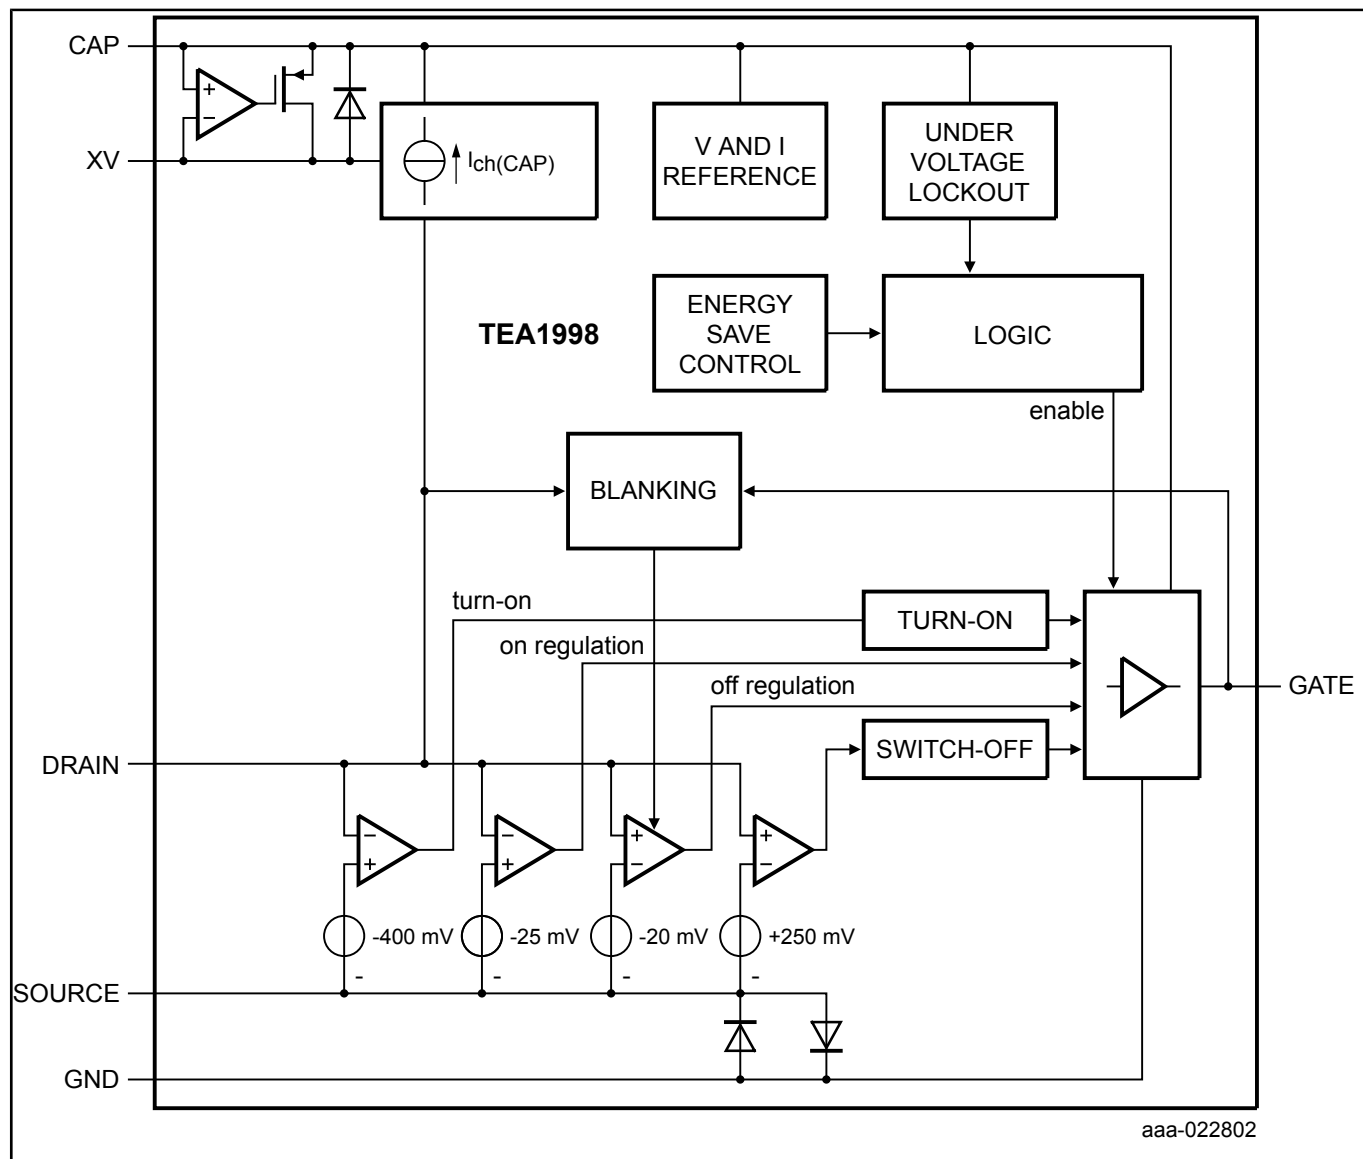 CAP
XV
+
−
Ich(CAP)
V AND I
REFERENCE
UNDER
VOLTAGE
LOCKOUT
TEA1998
ENERGY
SAVE
CONTROL
LOGIC
enable
BLANKING
turn-on
TURN-ON
on regulation
off regulation
GATE
SWITCH-OFF
DRAIN
−
+
−
+
+
−
+
−
-400 mV
-25 mV
-20 mV
+250 mV
-
-
-
-
SOURCE
GND
aaa-022802